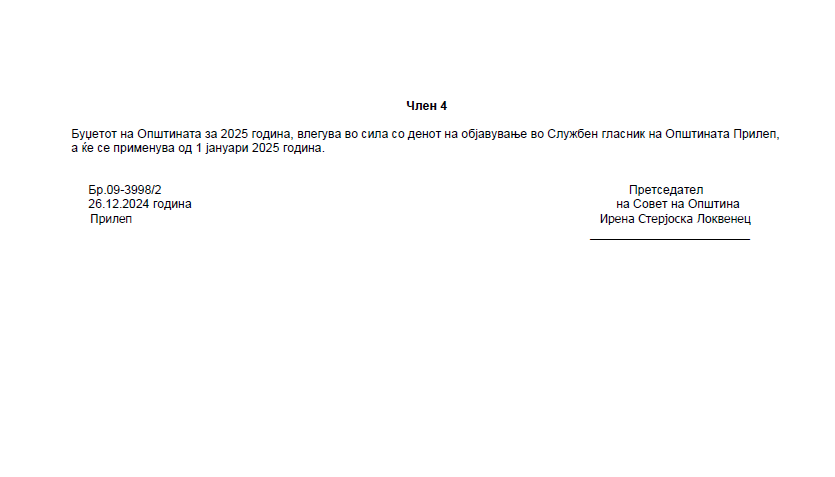 Член 4
Буџетот на Општината за 2025 година, влегува во сила со денот на објавување во Службен гласник на Општината Прилеп,
а ќе се применува од 1 јануари 2025 година.
Бр.09-3998/2
26.12.2024 година
Прилеп
Претседател
на Совет на Општина
Ирена Стерјоска Локвенец